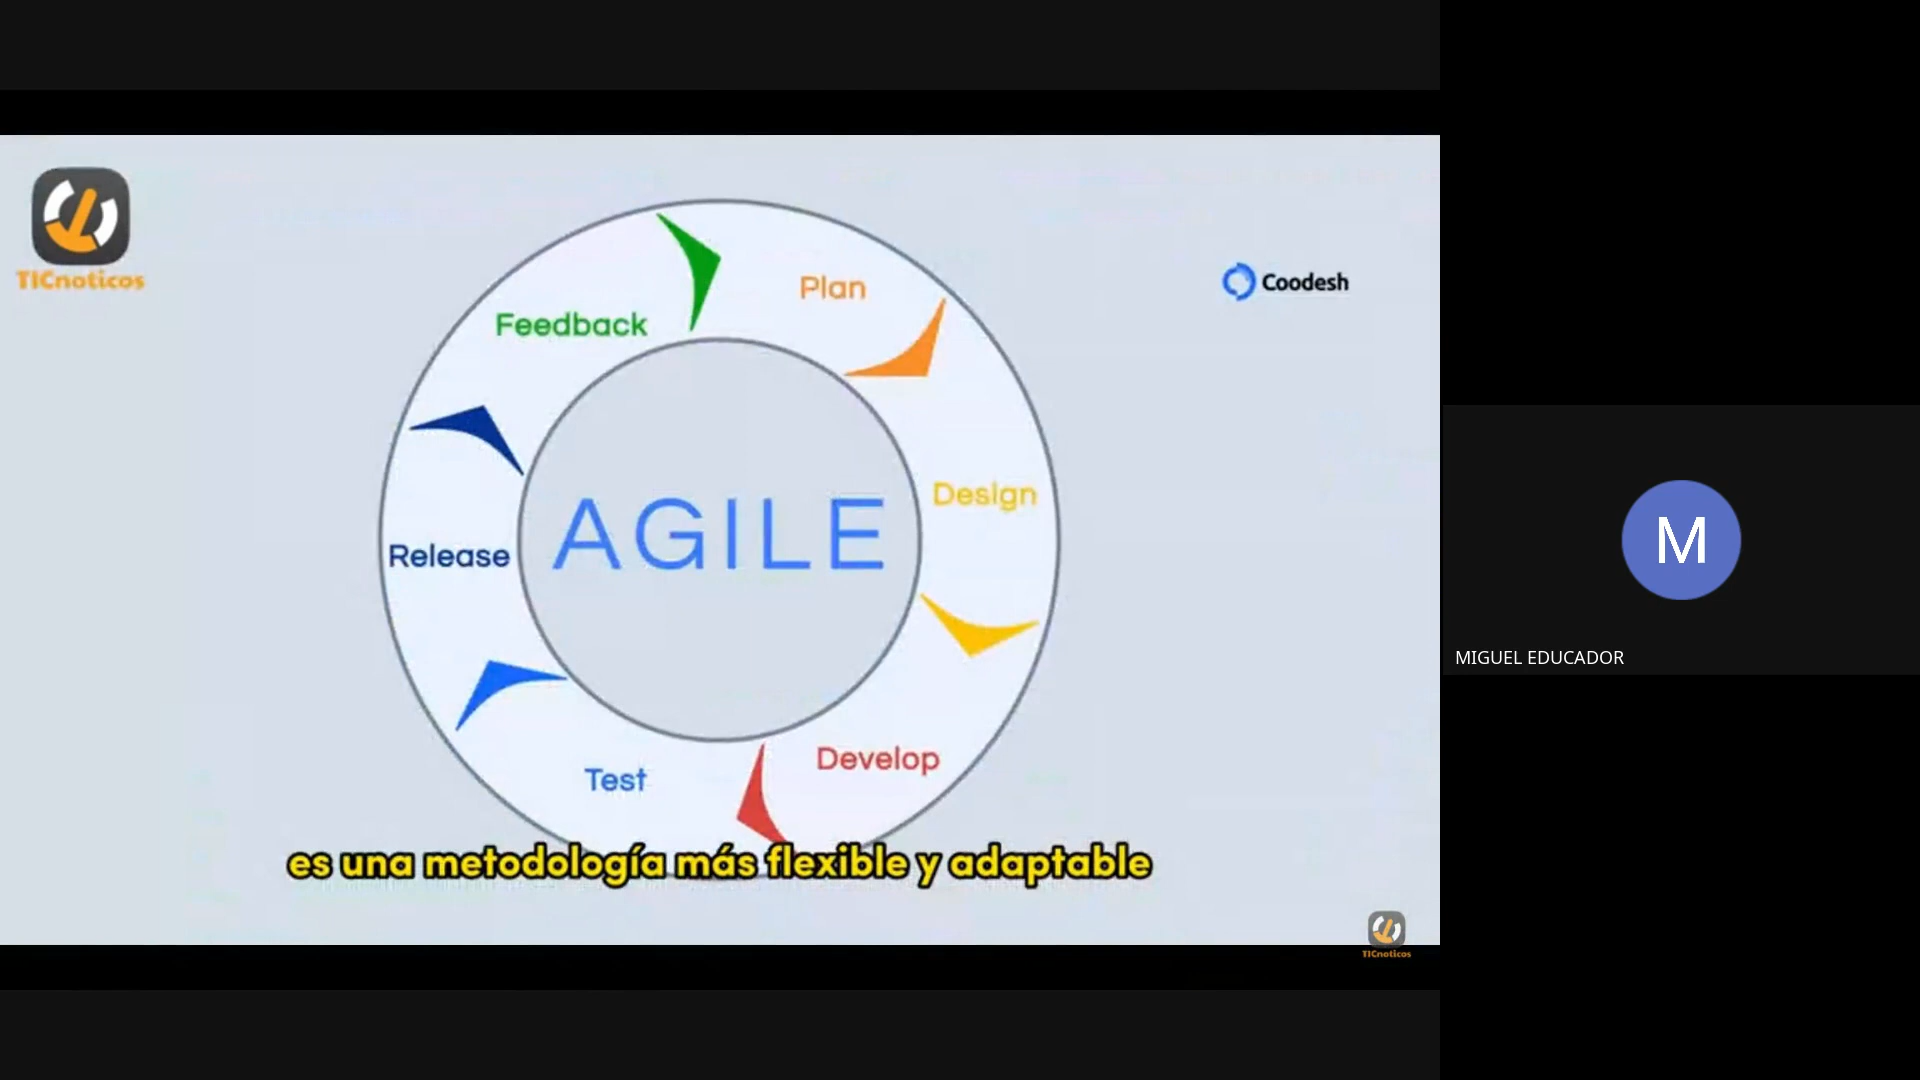 TICnoticos
Coodesh
Plan
Feedback
Design
AGILE
Release
Develop
Test
es una metodología más flexible y adaptable
TICnoticos
M
MIGUEL EDUCADOR